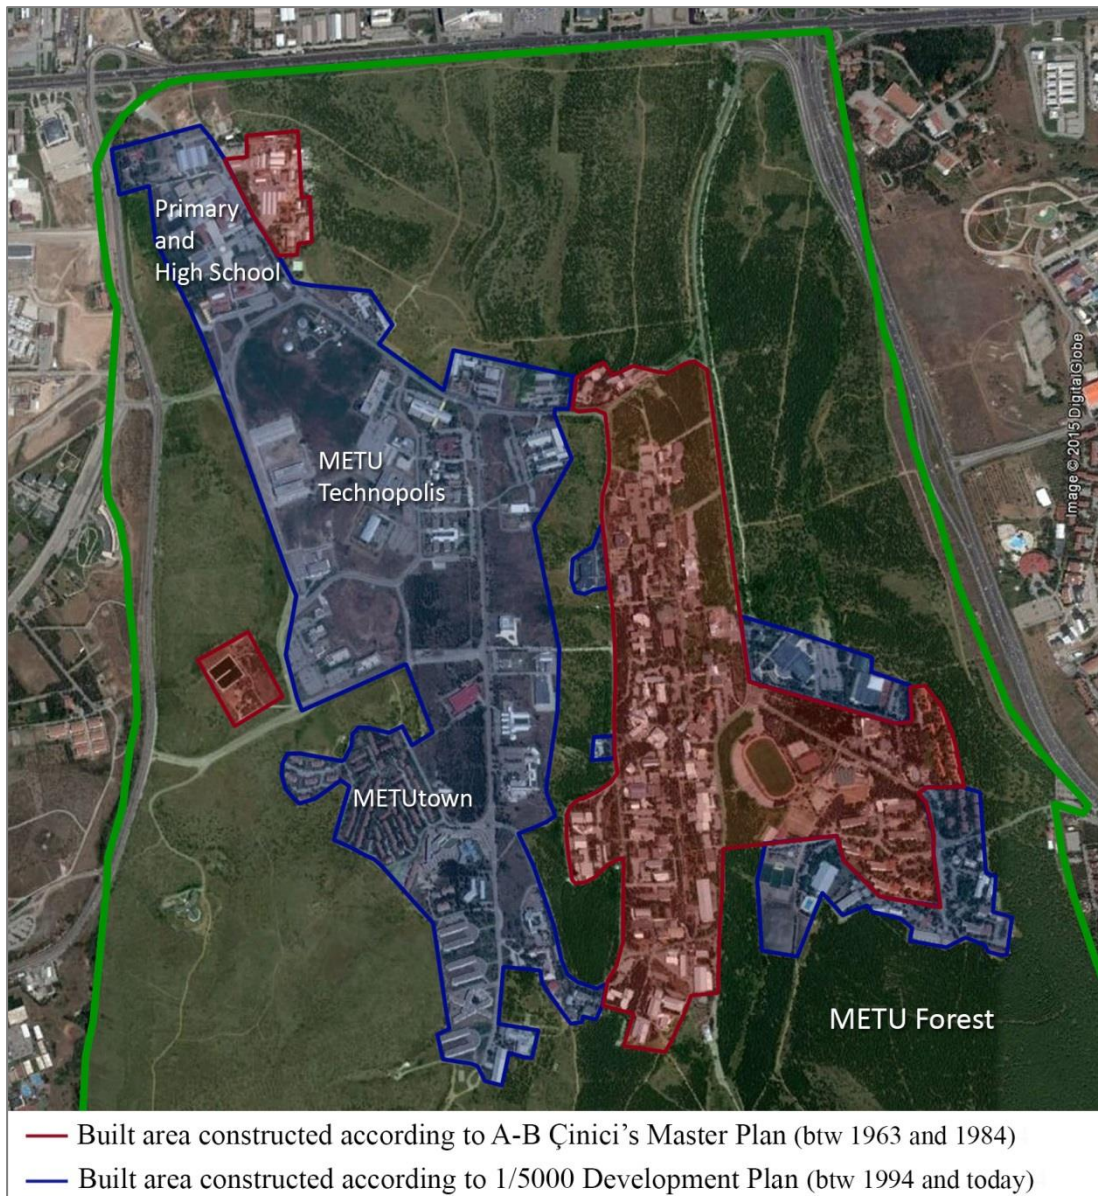 Primary
and
High School
METU
Technopolis
METUtown
METU Forest
Image © 2015 DigitalGlobe
Built area constructed according to A-B Çinici's Master Plan (btw 1963 and 1984)
Built area constructed according to 1/5000 Development Plan (btw 1994 and today)